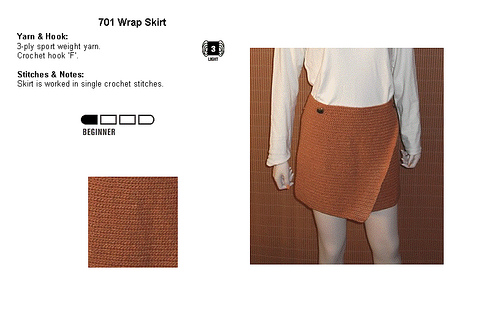 701 Wrap Skirt
Yarn & Hook:
3-ply sport weight yarn.
Crochet hook 'F'.
3
LIGHT
Stitches & Notes:
Skirt is worked in single crochet stitches.
BEGINNER